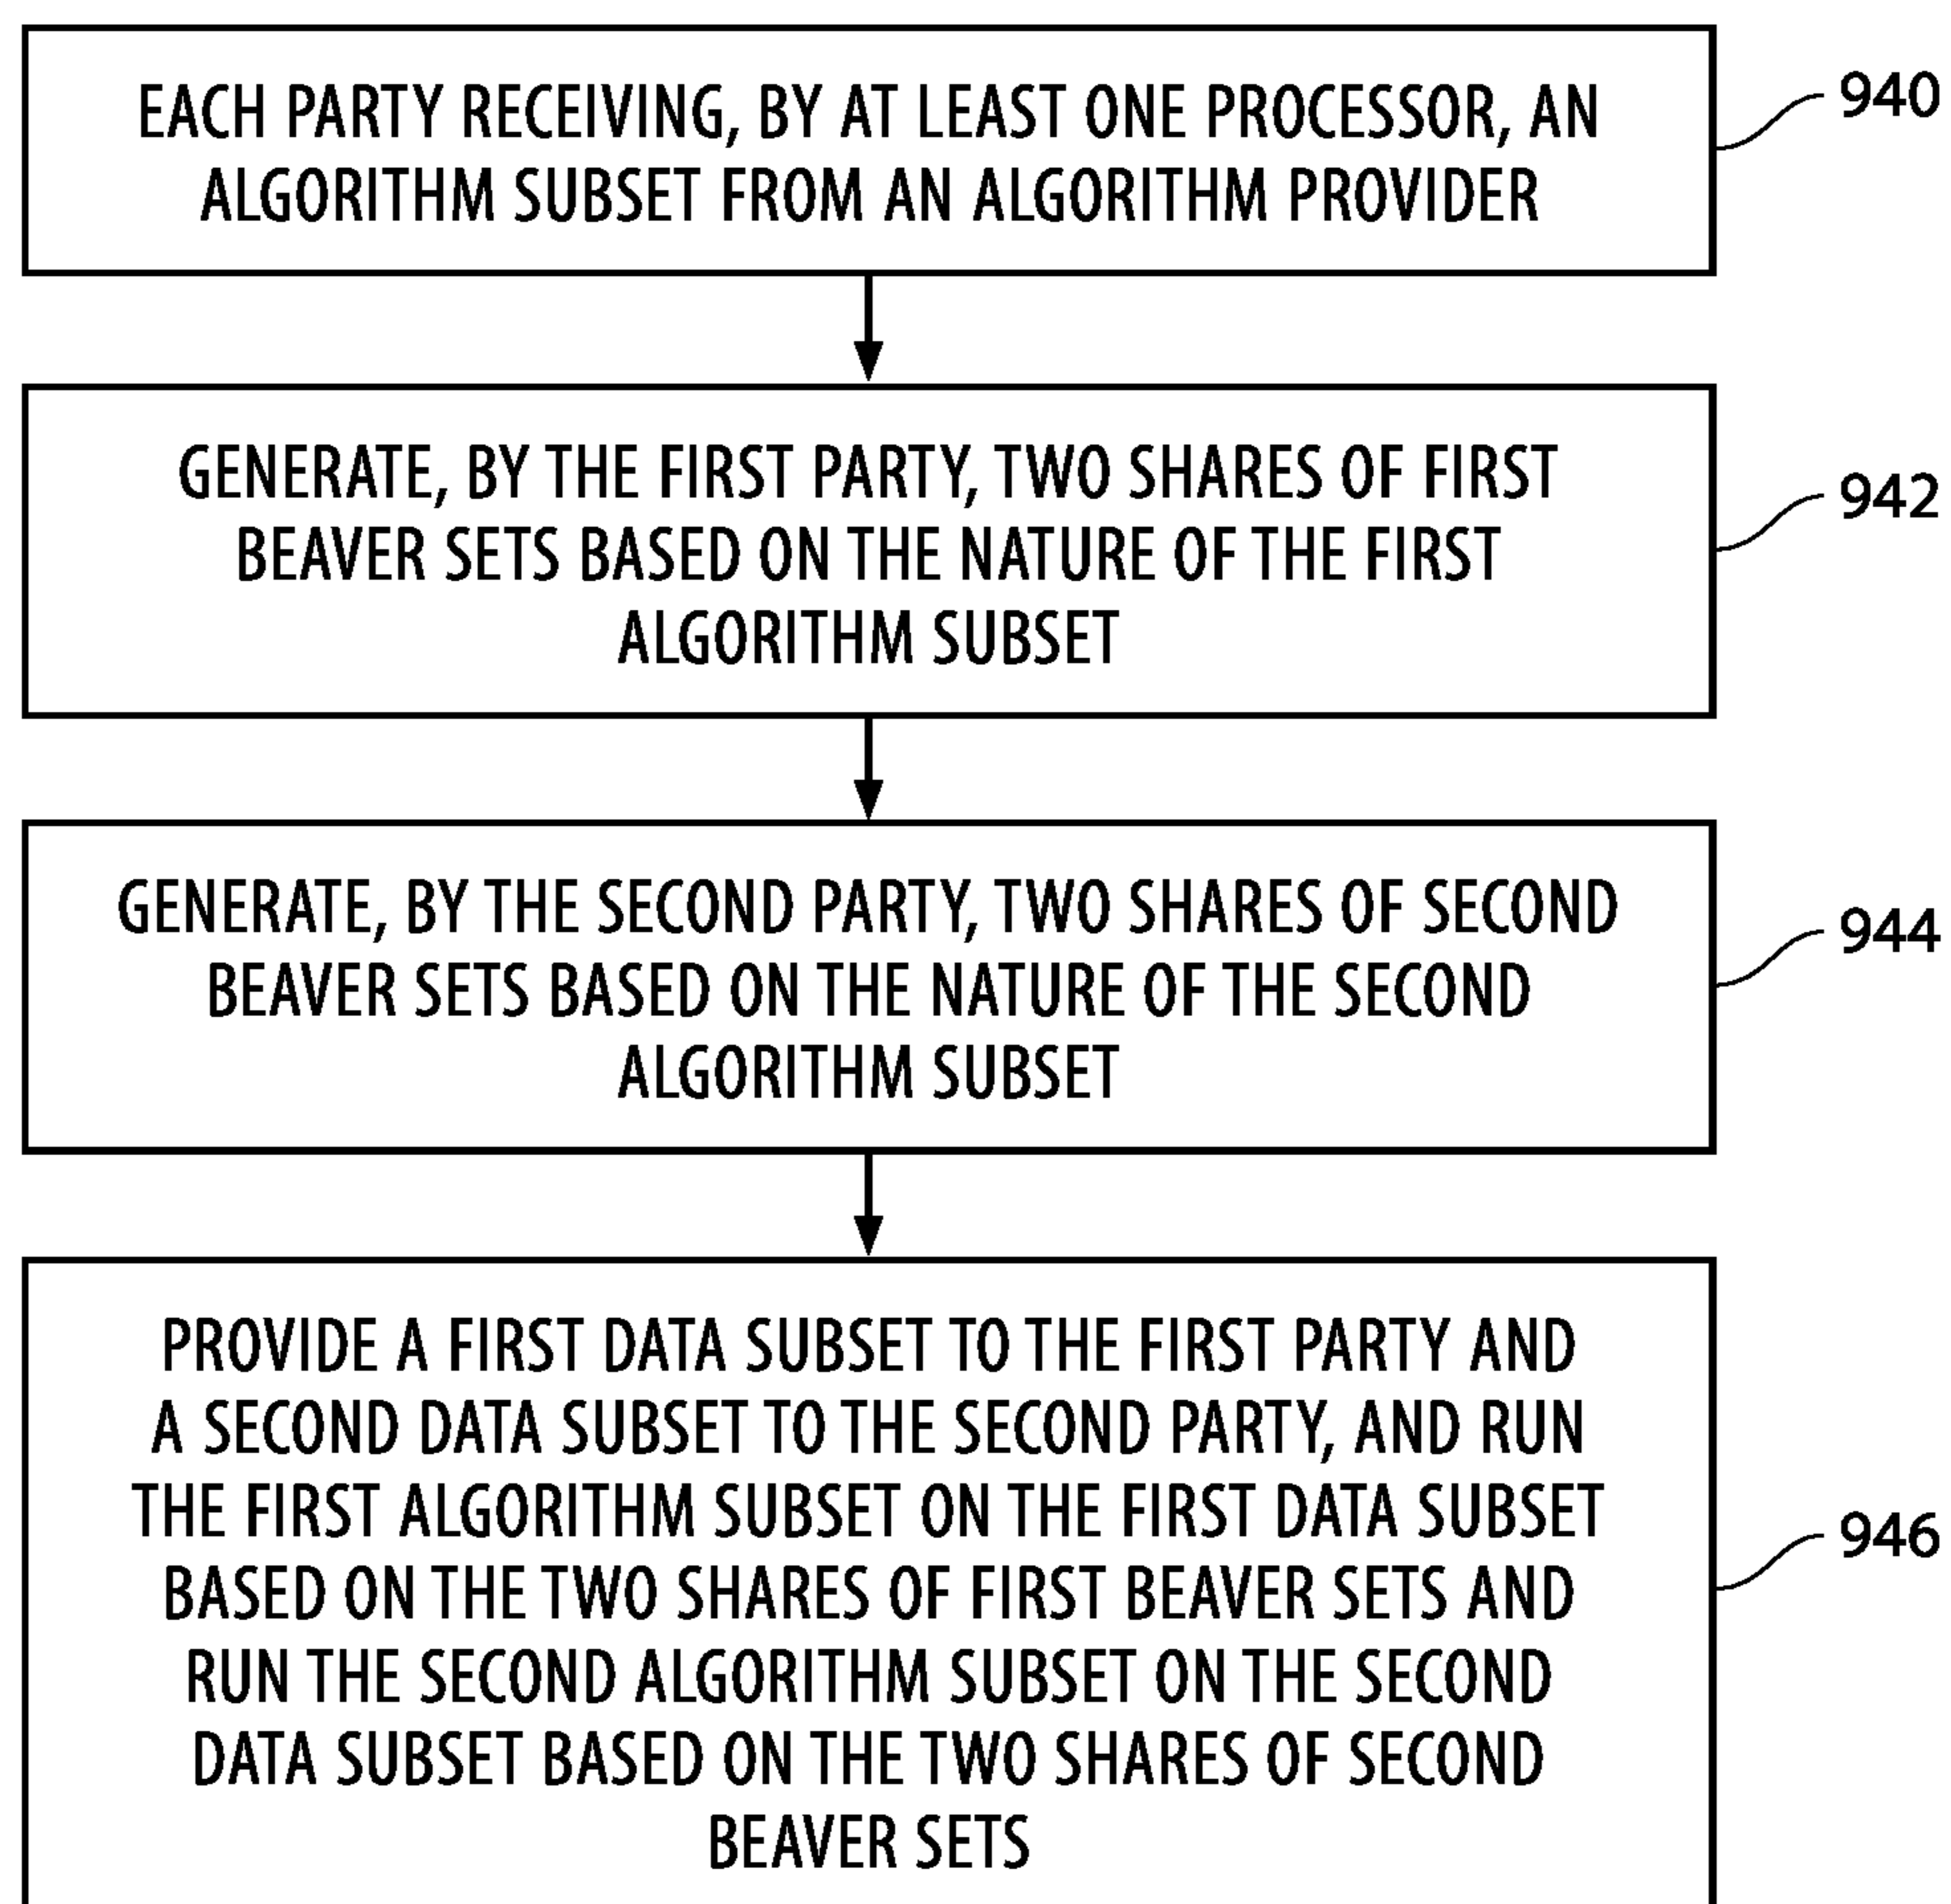 EACH PARTY RECEIVING, BY AT LEAST ONE PROCESSOR, AN
ALGORITHM SUBSET FROM AN ALGORITHM PROVIDER
940
GENERATE, BY THE FIRST PARTY, TWO SHARES OF FIRST
BEAVER SETS BASED ON THE NATURE OF THE FIRST
ALGORITHM SUBSET
942
GENERATE, BY THE SECOND PARTY, TWO SHARES OF SECOND
BEAVER SETS BASED ON THE NATURE OF THE SECOND
ALGORITHM SUBSET
944
PROVIDE A FIRST DATA SUBSET TO THE FIRST PARTY AND
A SECOND DATA SUBSET TO THE SECOND PARTY, AND RUN
THE FIRST ALGORITHM SUBSET ON THE FIRST DATA SUBSET
BASED ON THE TWO SHARES OF FIRST BEAVER SETS AND
RUN THE SECOND ALGORITHM SUBSET ON THE SECOND
DATA SUBSET BASED ON THE TWO SHARES OF SECOND
BEAVER SETS
946